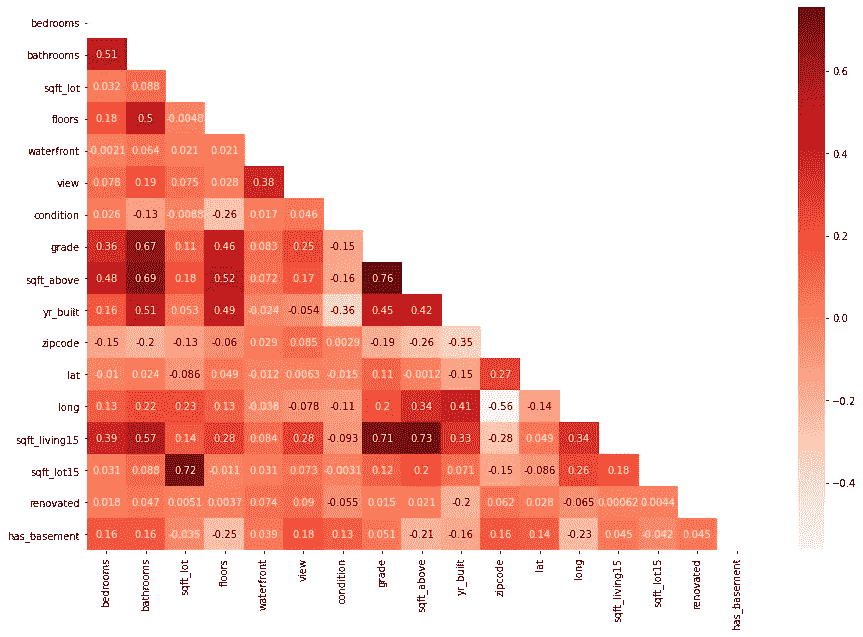 bedrooms
bathrooms 0.51
sqft_lot 0.032 0.088
floors 0.18 0.5 -0.0048
waterfront -0.0021 0.064 0.021 0.021
view 0.078 0.19 0.075 0.028 0.38
condition 0.026 -0.13 -0.0088 -0.26 0.017 0.046
grade 0.36 0.67 0.11 0.46 0.083 0.25 -0.15
sqft_above 0.48 0.69 0.18 0.52 0.072 0.17 -0.16 0.76
yr_built 0.16 0.51 0.053 0.49 -0.024 -0.054 -0.36 0.45 0.42
zipcode -0.15 -0.2 -0.13 -0.06 0.029 0.085 0.0029 -0.19 -0.26 -0.35
lat -0.01 0.024 -0.086 0.049 -0.012 0.0063 -0.015 0.11 -0.0012 -0.15 0.27
long 0.13 0.22 0.23 0.13 -0.038 -0.078 -0.11 0.2 0.34 0.41 -0.56 -0.14
sqft_living15 0.39 0.57 0.14 0.28 0.084 0.28 -0.093 0.71 0.73 0.33 -0.28 0.049 0.34
sqft_lot15 0.031 0.088 0.72 -0.011 0.031 0.073 -0.0031 0.12 0.2 0.071 -0.15 -0.086 0.26 0.18
renovated 0.018 0.047 0.0051 0.0037 0.074 0.09 -0.055 0.015 0.021 -0.2 0.062 0.028 -0.065 0.00062 0.0044
has_basement 0.16 0.16 -0.035 -0.25 0.039 0.18 0.13 0.051 -0.21 -0.16 0.16 0.14 -0.23 0.045 -0.042 0.045
bedrooms bathrooms sqft_lot floors waterfront view condition grade sqft_above yr_built zipcode lat long sqft_living15 sqft_lot15 renovated has_basement
0.6
0.4
0.2
0.0
-0.2
-0.4